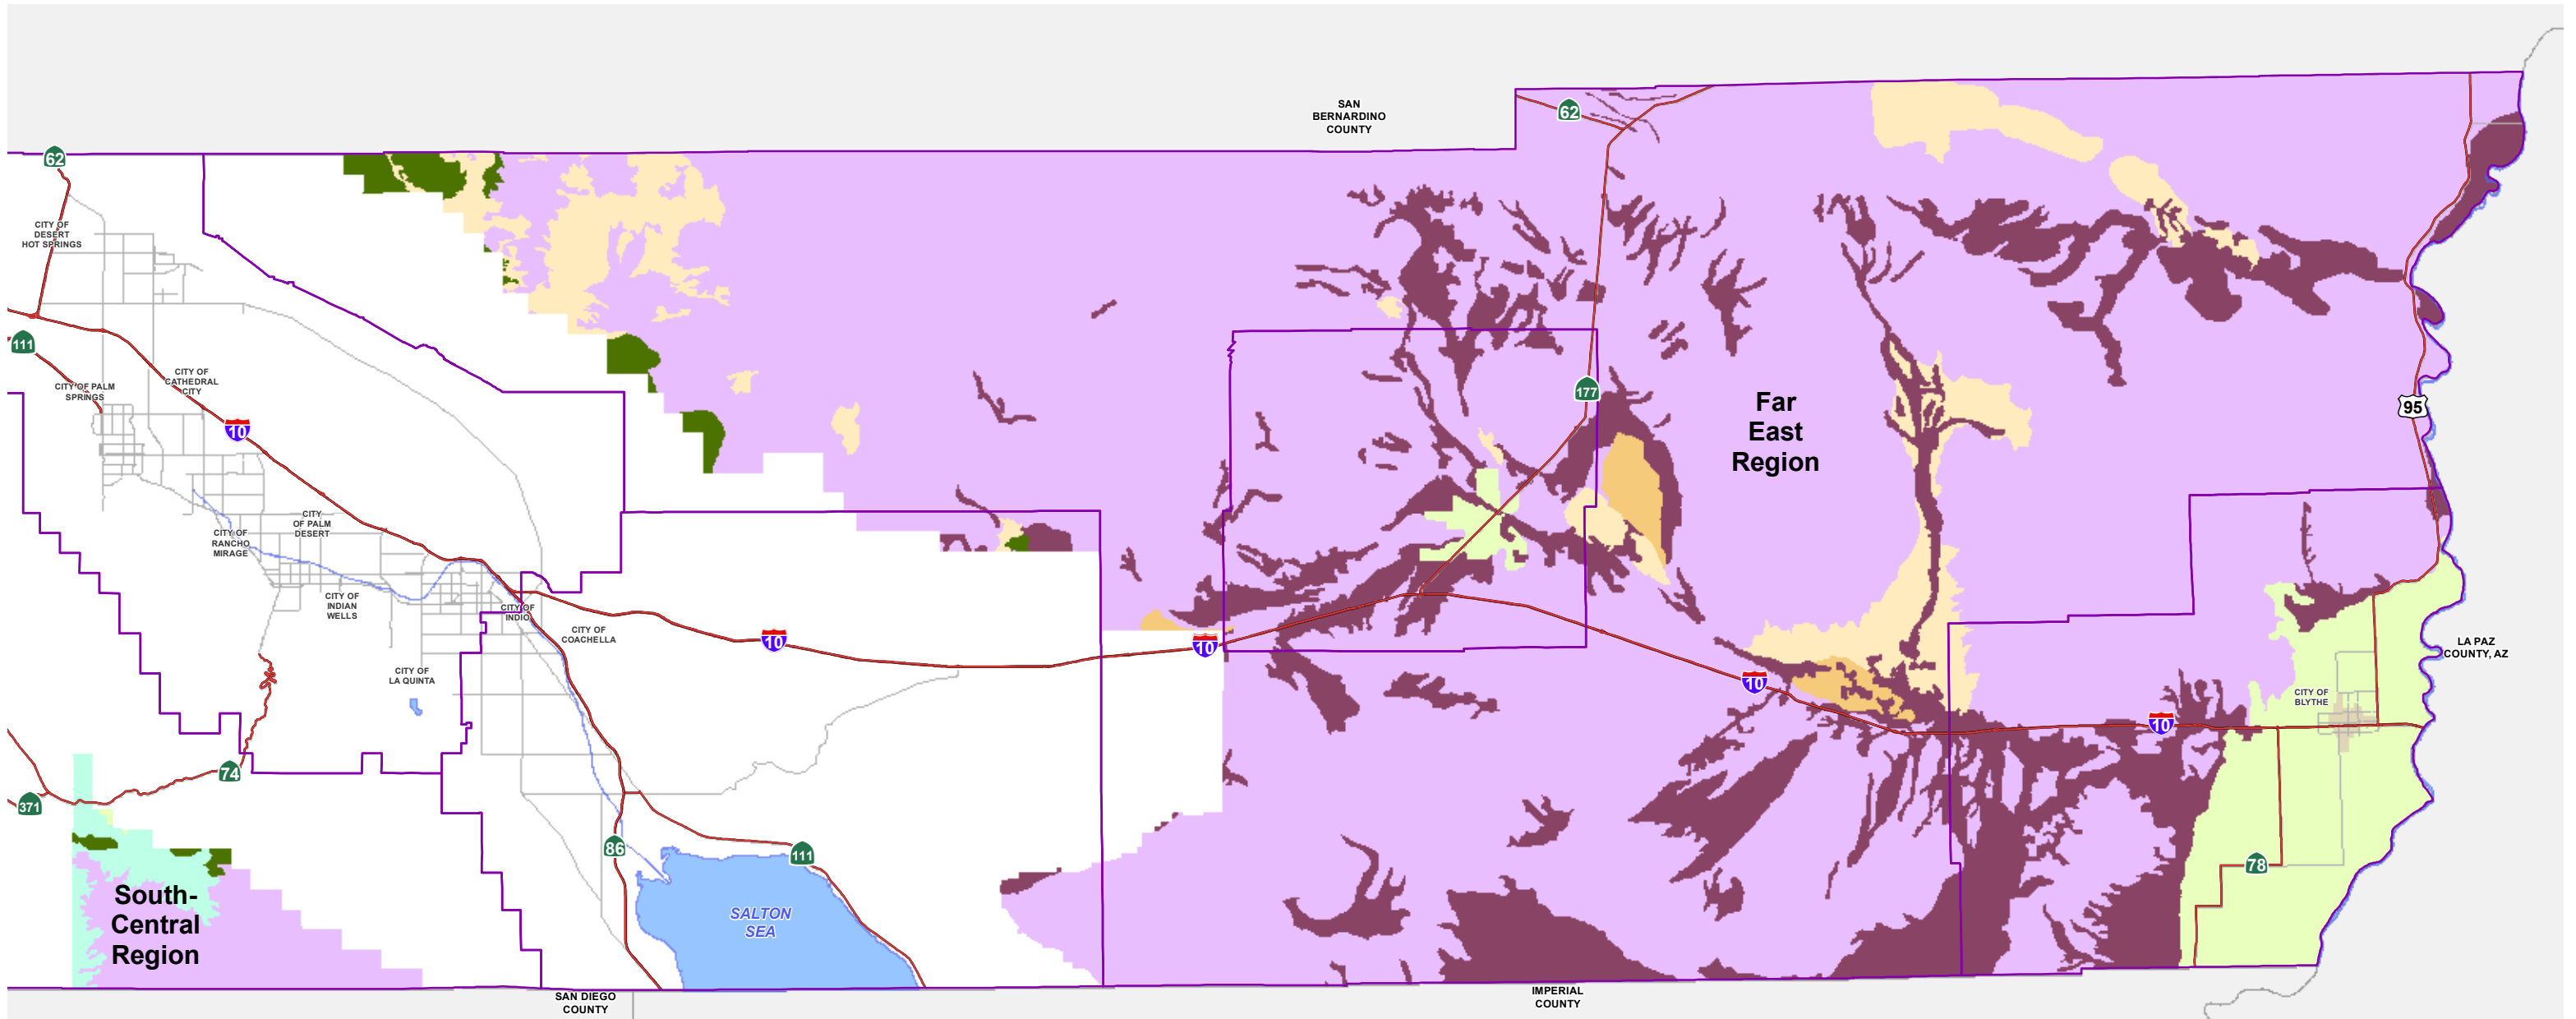 SAN
BERNARDINO
COUNTY
62
62
CITY OF
DESERT
HOT SPRINGS
111
CITY OF PALM
SPRINGS
CITY OF
CATHEDRAL
CITY
10
177
Far
East
Region
95
CITY
OF PALM
DESERT
CITY OF
RANCHO
MIRAGE
CITY OF
INDIAN
WELLS
CITY OF
INDIO
CITY OF
COACHELLA
10
10
CITY OF
LA QUINTA
10
LA PAZ
COUNTY, AZ
CITY OF
BLYTHE
10
74
371
86
111
78
South-
Central
Region
SALTON
SEA
SAN DIEGO
COUNTY
IMPERIAL
COUNTY